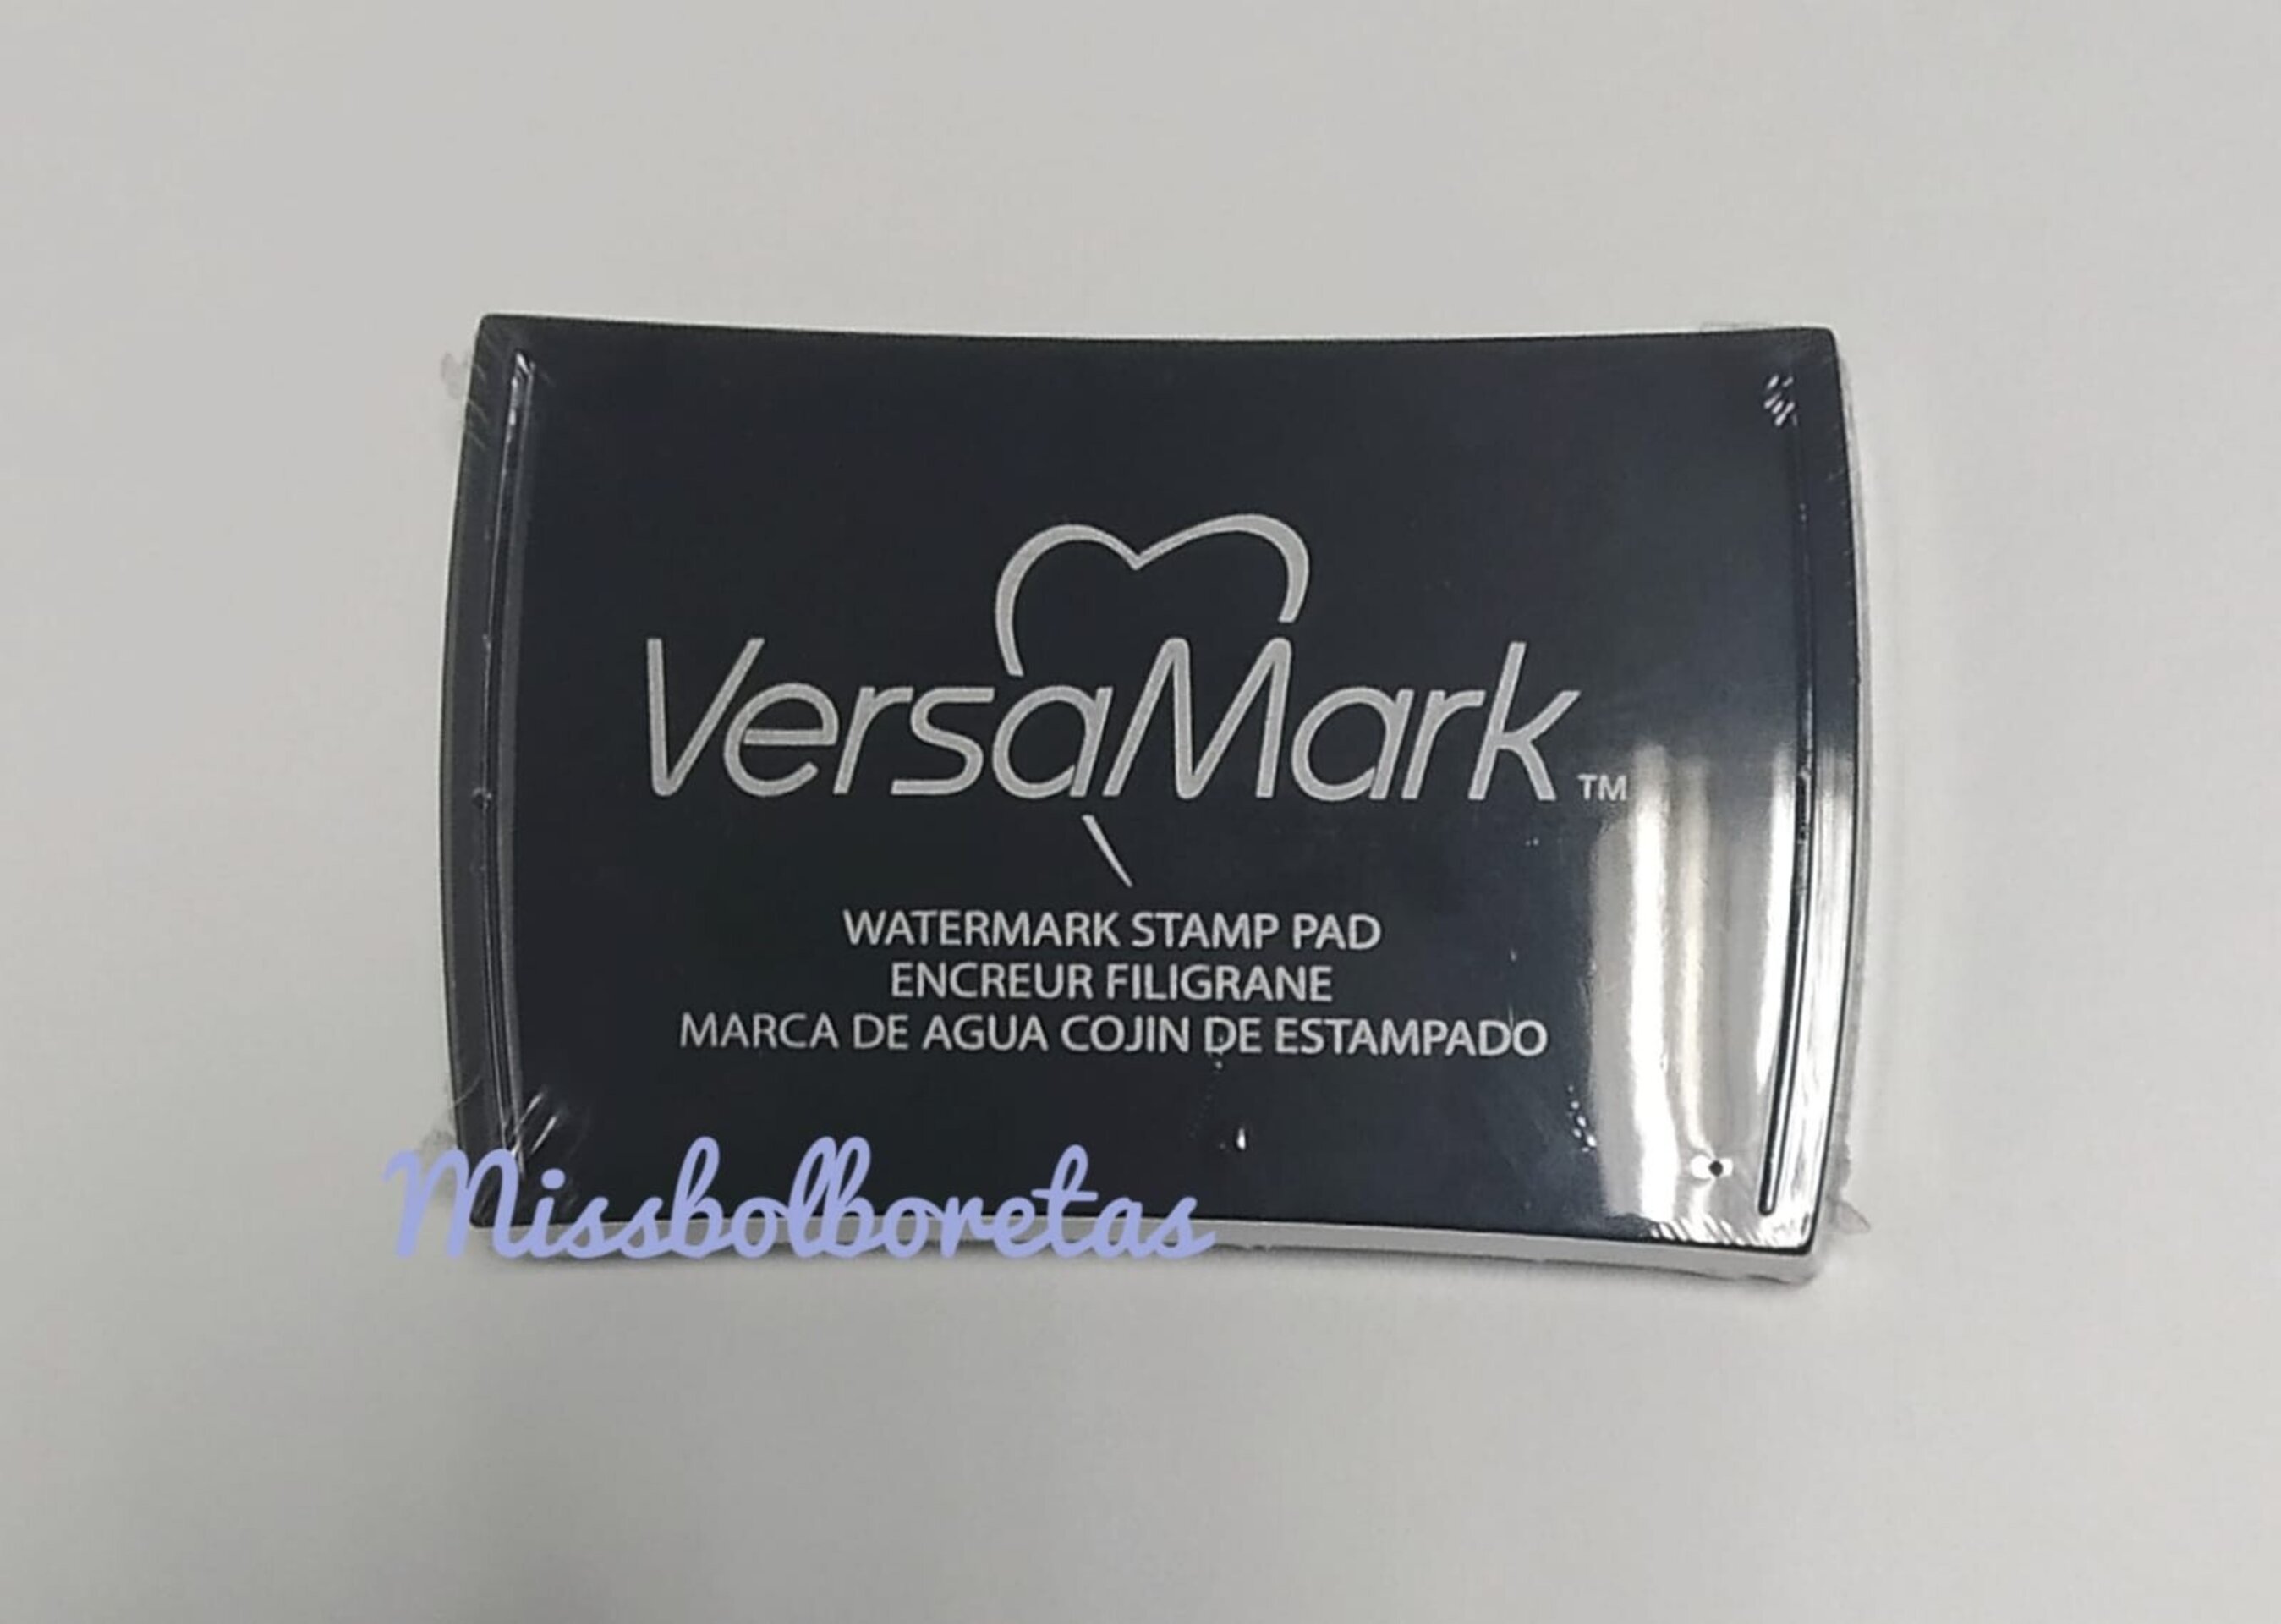 VersaMark™
WATERMARK STAMP PAD
ENCREUR FILIGRANE
MARCA DE AGUA COJIN DE ESTAMPADO
Missbolboretas